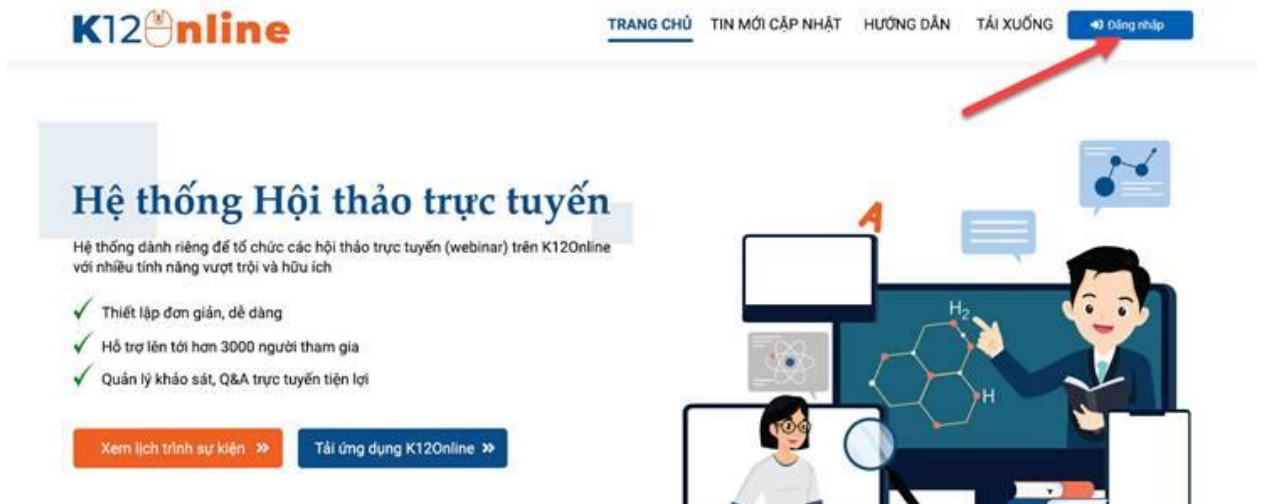 K12Online
TRANG CHỦ TIN MỚI CẬP NHẬT HƯỚNG DẪN TẢI XUỐNG Đăng nhập
Hệ thống Hội thảo trực tuyến
Hệ thống dành riêng để tổ chức các hội thảo trực tuyến (webinar) trên K12Online
với nhiều tính năng vượt trội và hữu ích
Thiết lập đơn giản, dễ dàng
Hỗ trợ lên tới hơn 3000 người tham gia
Quản lý khảo sát, Q&A trực tuyến tiện lợi
Xem lịch trình sự kiện »
Tải ứng dụng K12Online »
A
H2
H